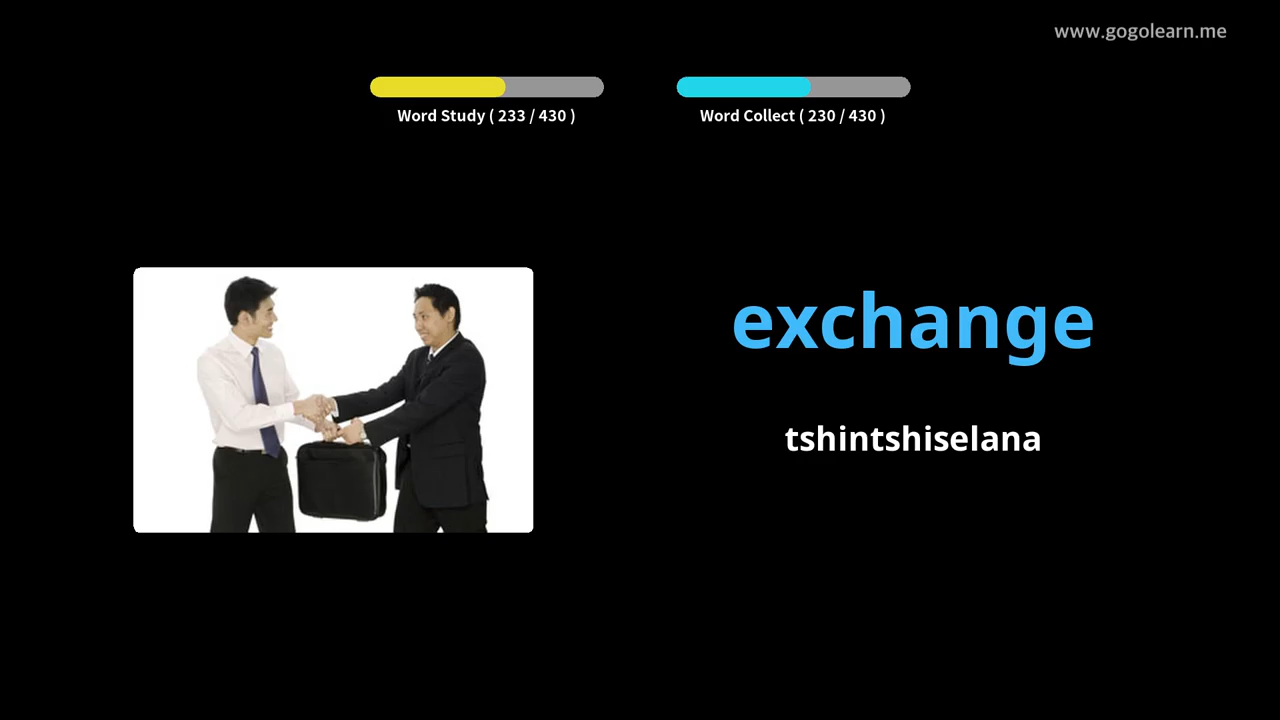 www.gogolearn.me
Word Study ( 233 / 430 )
Word Collect ( 230 / 430 )
exchange
tshintshiselana